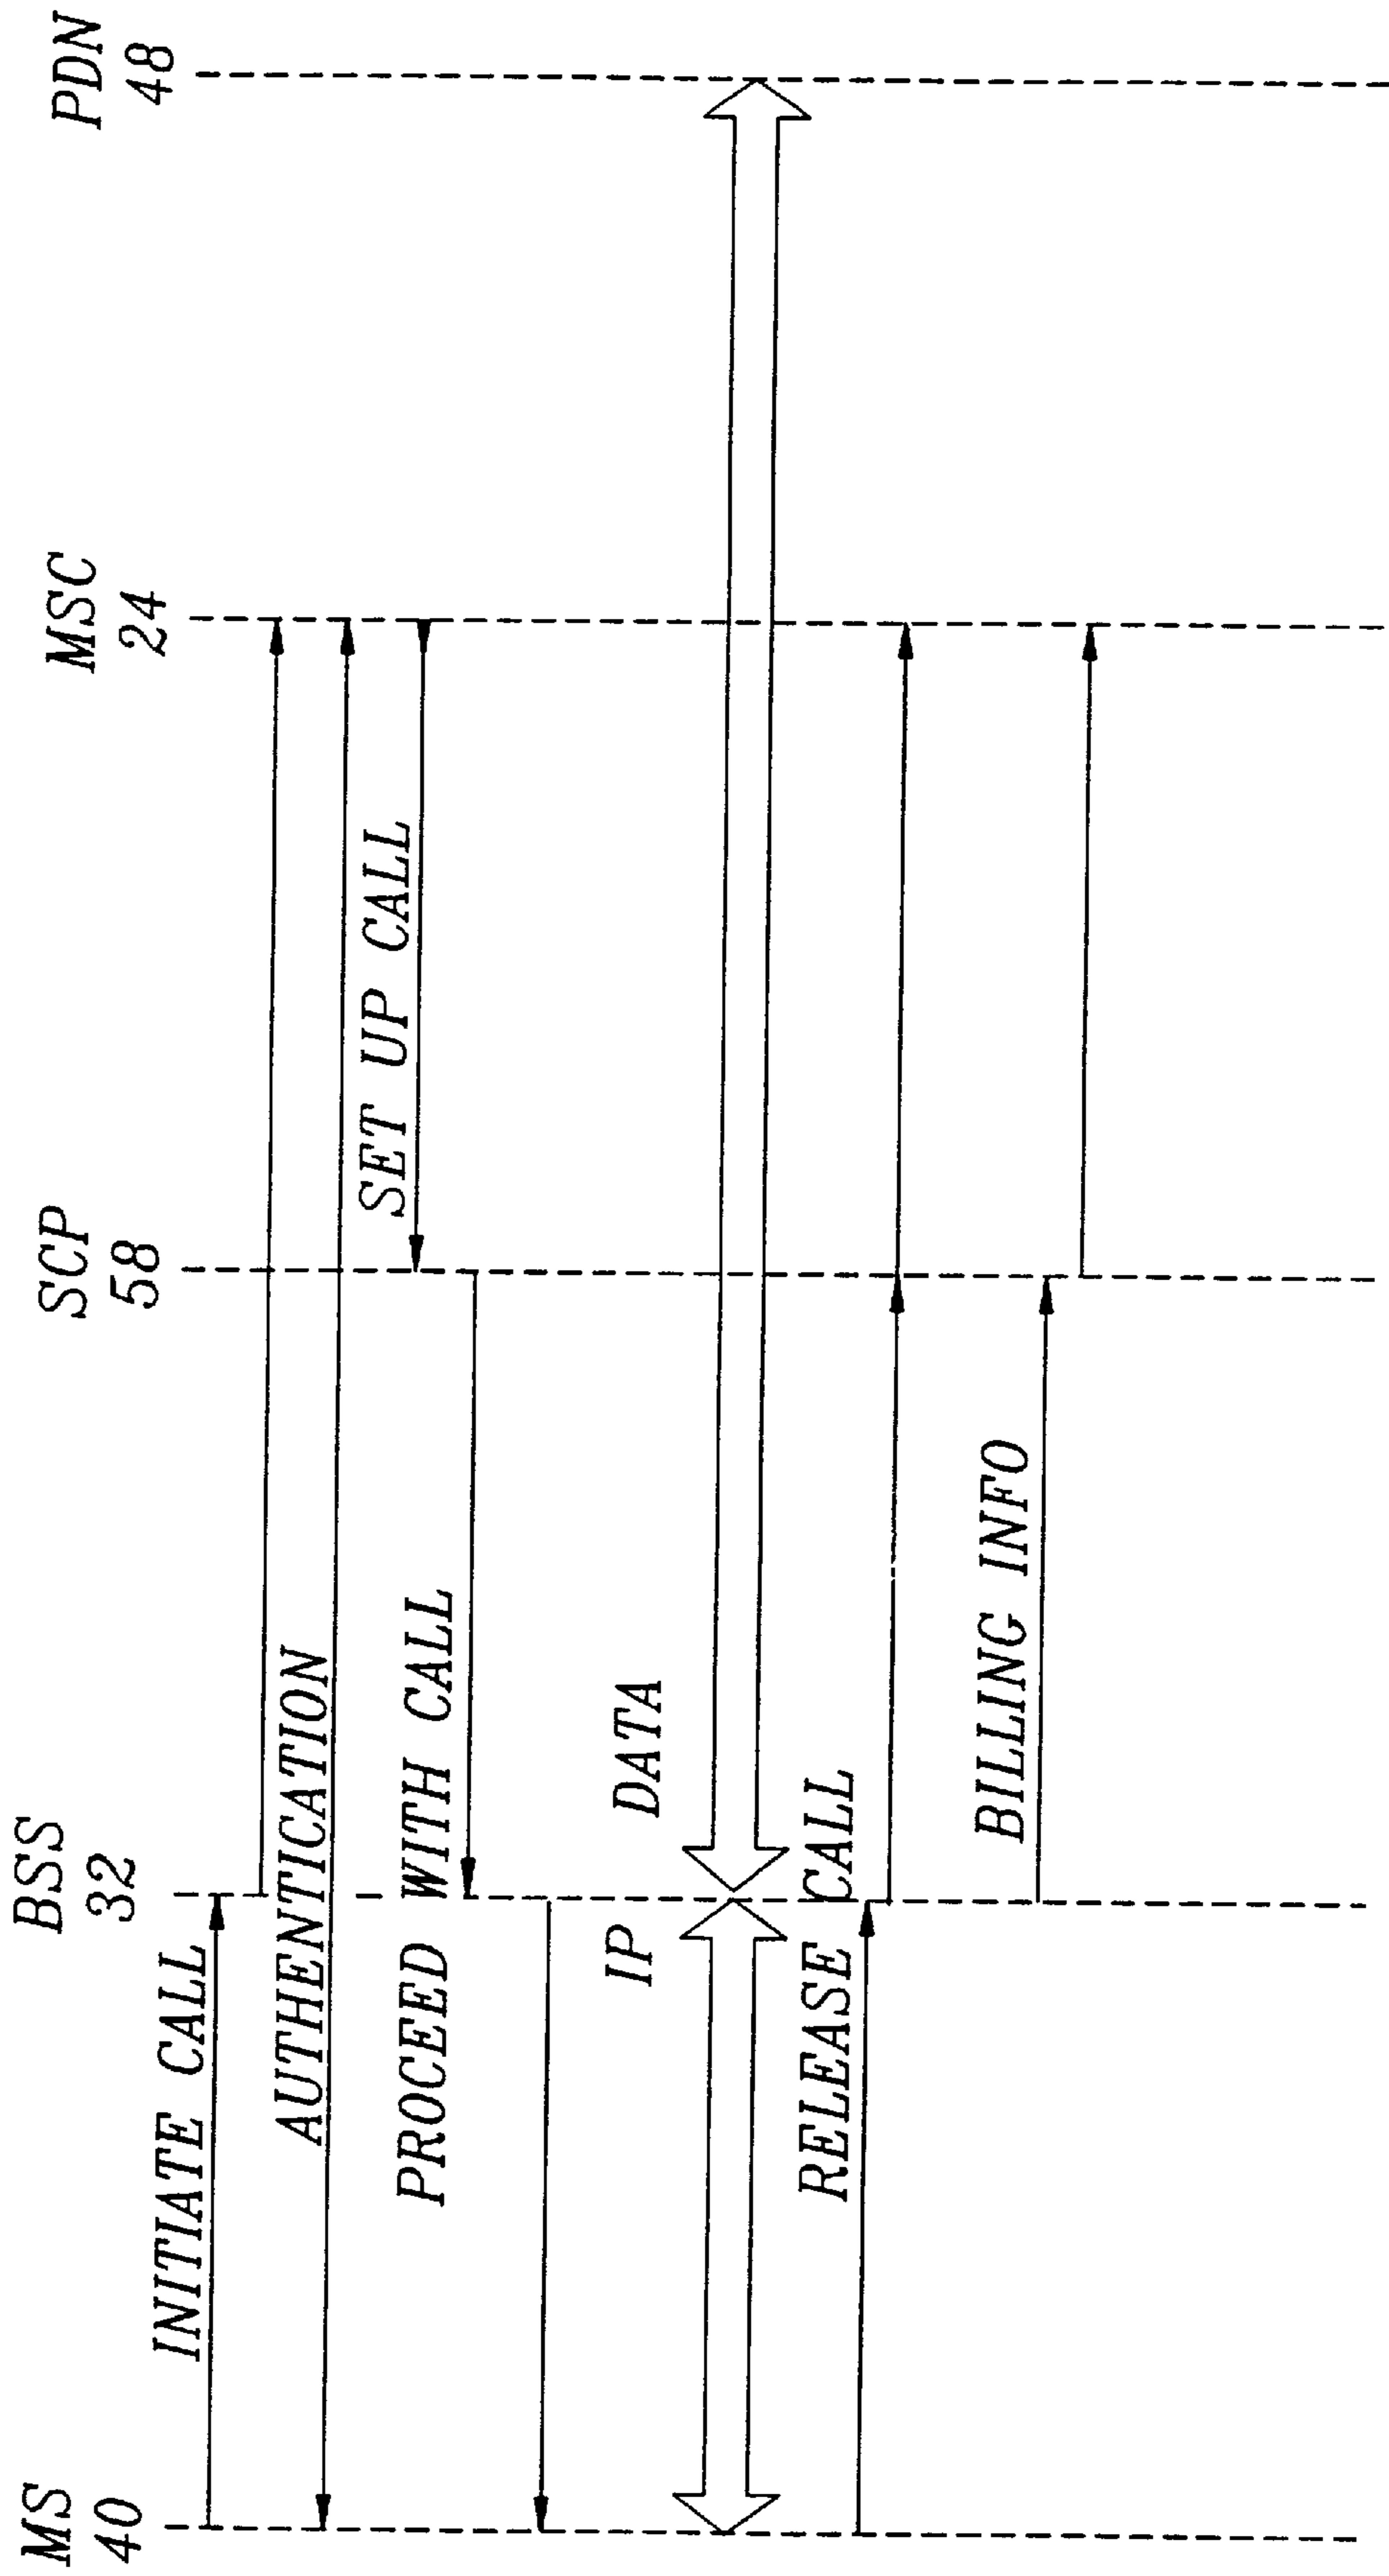 MS
40
BSS
32
SCP
58
MSC
24
PDN
48
INITIATE CALL
AUTHENTICATION
SET UP CALL
PROCEED WITH CALL
IP DATA
RELEASE CALL
BILLING INFO